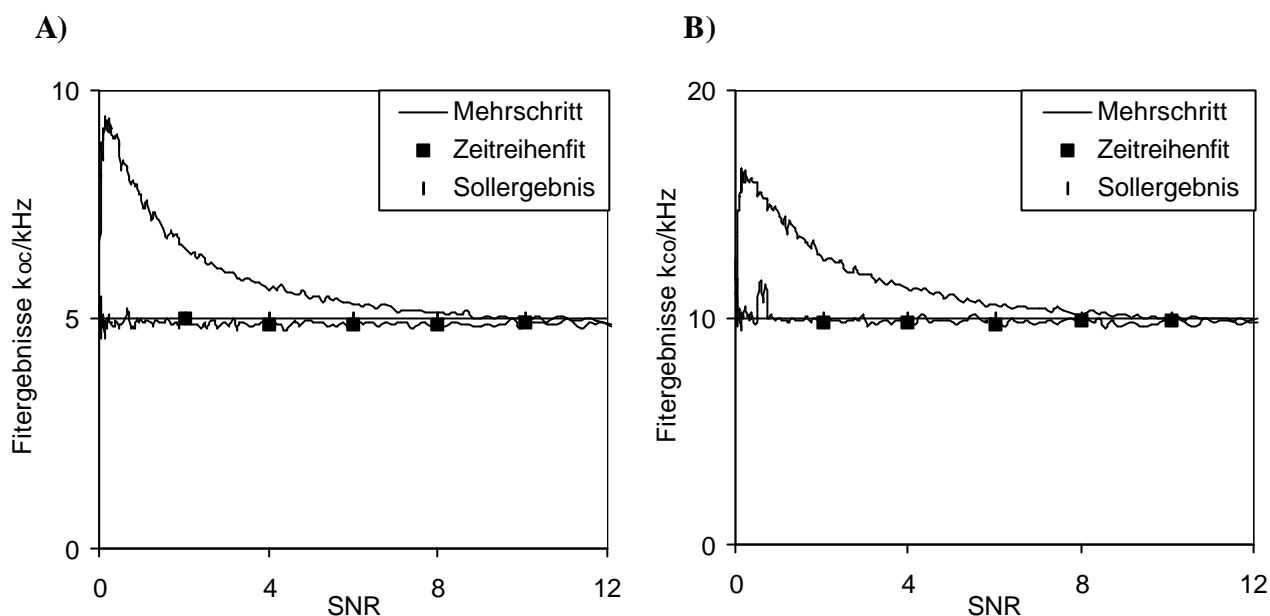 A)
10
5
0
Fitergebnisse koc/kHz
Mehrschritt
Zeitreihenfit
Sollergebnis
0
4
8
12
SNR
B)
20
10
0
Fitergebnisse kco/kHz
Mehrschritt
Zeitreihenfit
Sollergebnis
0
4
8
12
SNR